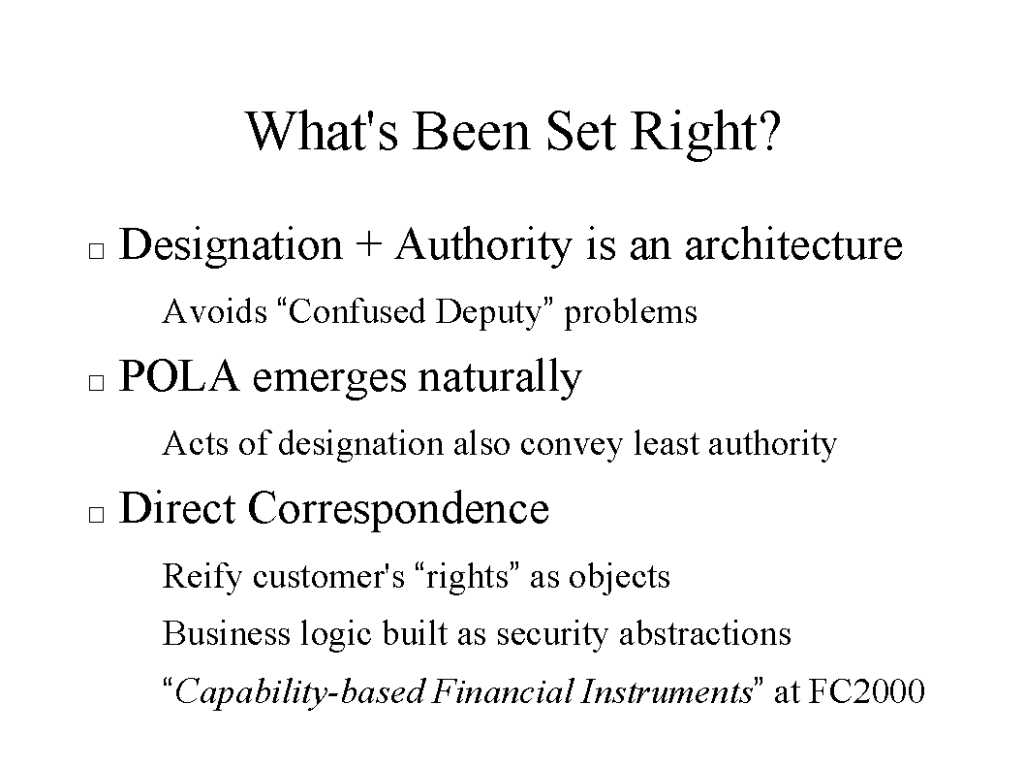 What's Been Set Right?
Designation + Authority is an architecture
Avoids “Confused Deputy” problems
POLA emerges naturally
Acts of designation also convey least authority
Direct Correspondence
Reify customer's “rights” as objects
Business logic built as security abstractions
“Capability-based Financial Instruments” at FC2000